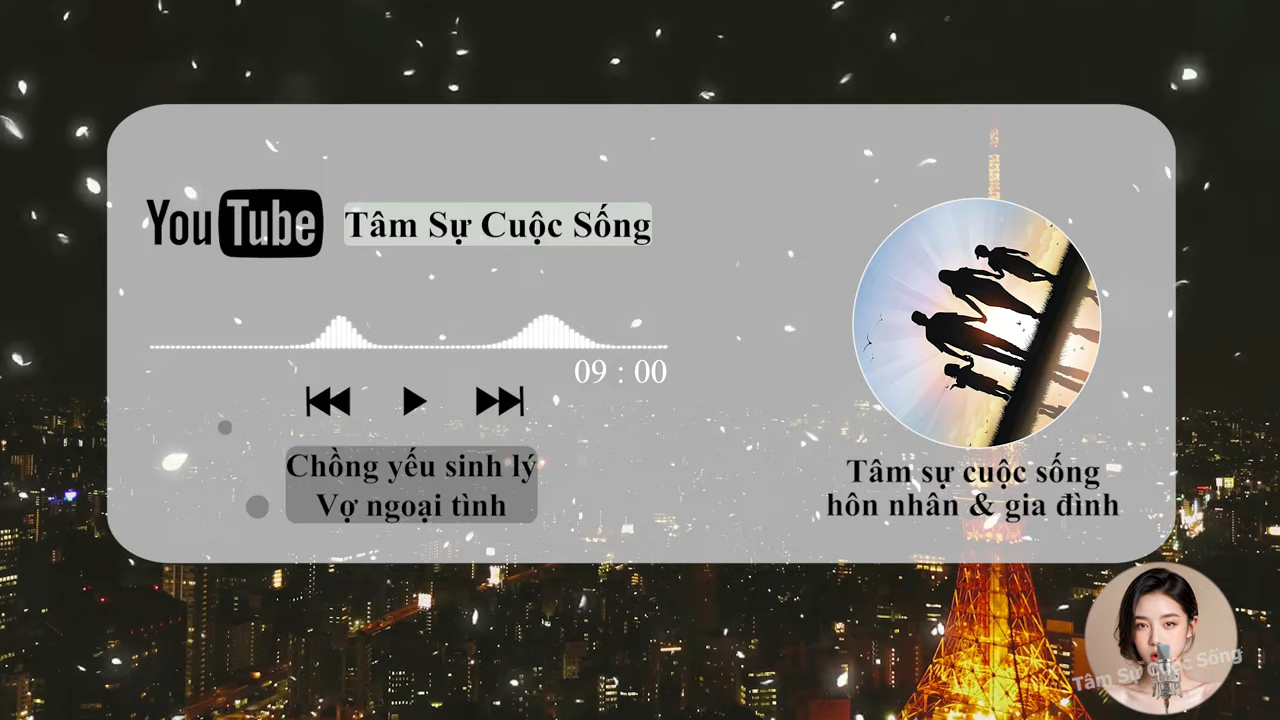 YouTube
Tâm Sự Cuộc Sống
09 : 00
Chồng yếu sinh lý
Vợ ngoại tình
Tâm sự cuộc sống
hôn nhân & gia đình
Tâm Sự Cuộc Sống